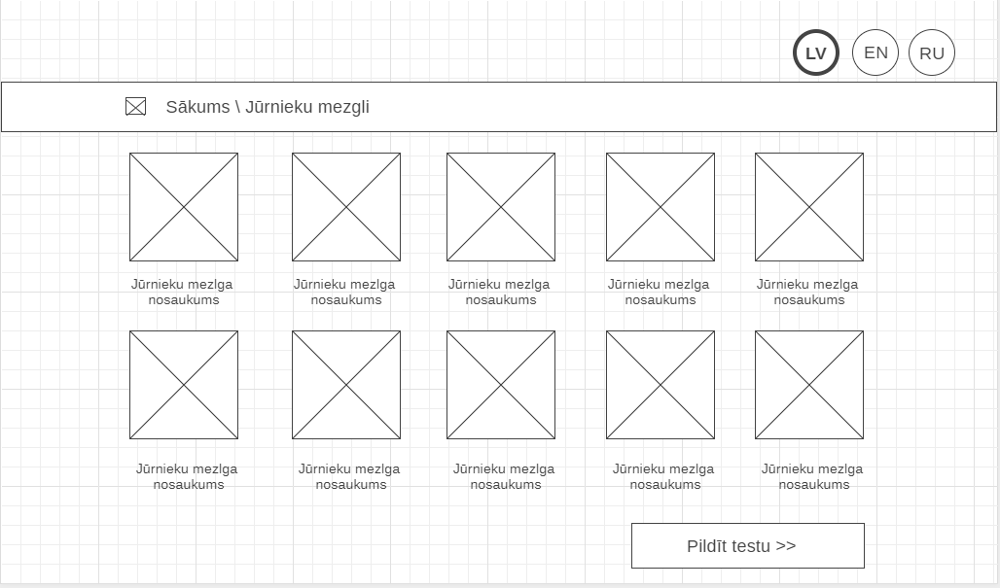 LV EN RU
Sākums \ Jūrnieku mezgli
Jūrnieku mezlga Jūrnieku mezlga Jūrnieku mezlga Jūrnieku mezlga Jūrnieku mezlga
nosaukums nosaukums nosaukums nosaukums nosaukums
Jūrnieku mezlga Jūrnieku mezlga Jūrnieku mezlga Jūrnieku mezlga Jūrnieku mezlga
nosaukums nosaukums nosaukums nosaukums nosaukums
Pildīt testu >>